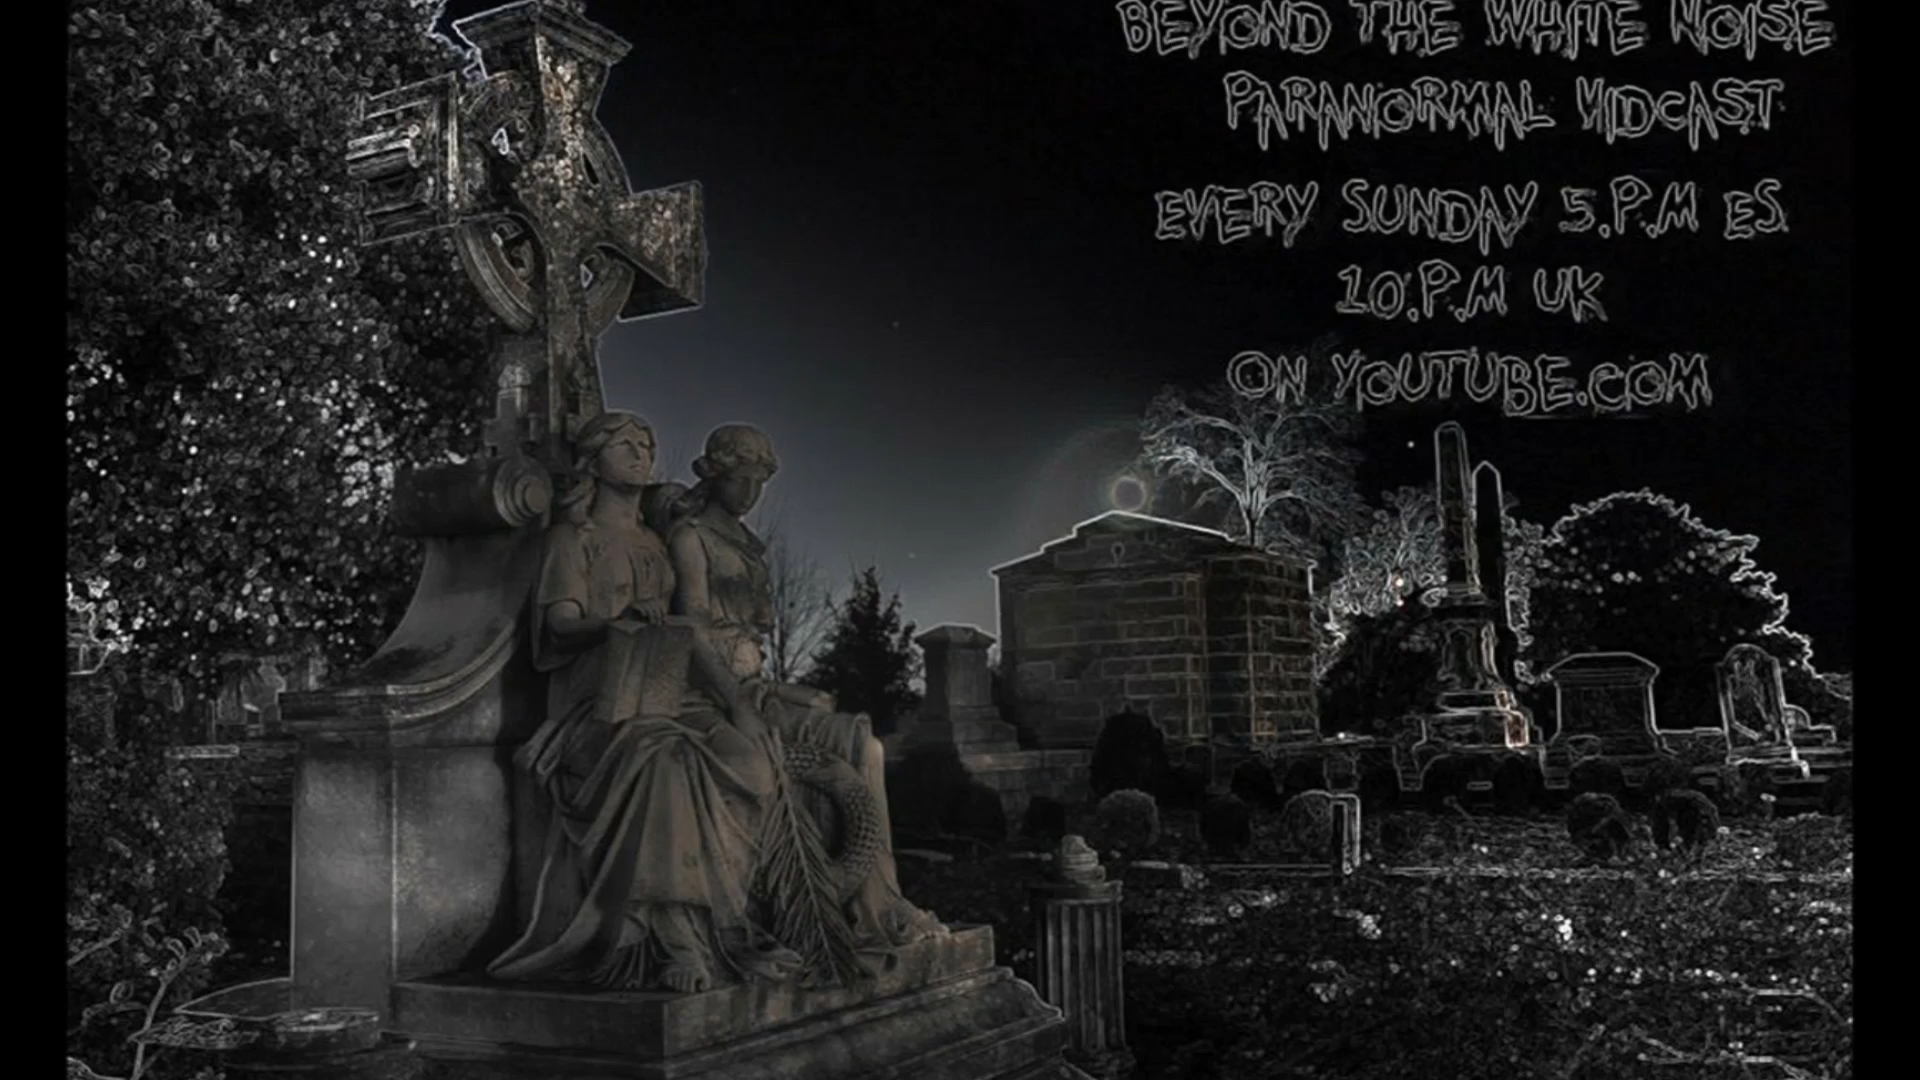 BEYOND THE WHITE NOISE
PARANORMAL VIDCAST
EVERY SUNDAY 5.P.M ES
10.P.M UK
ON YOUTUBE.COM